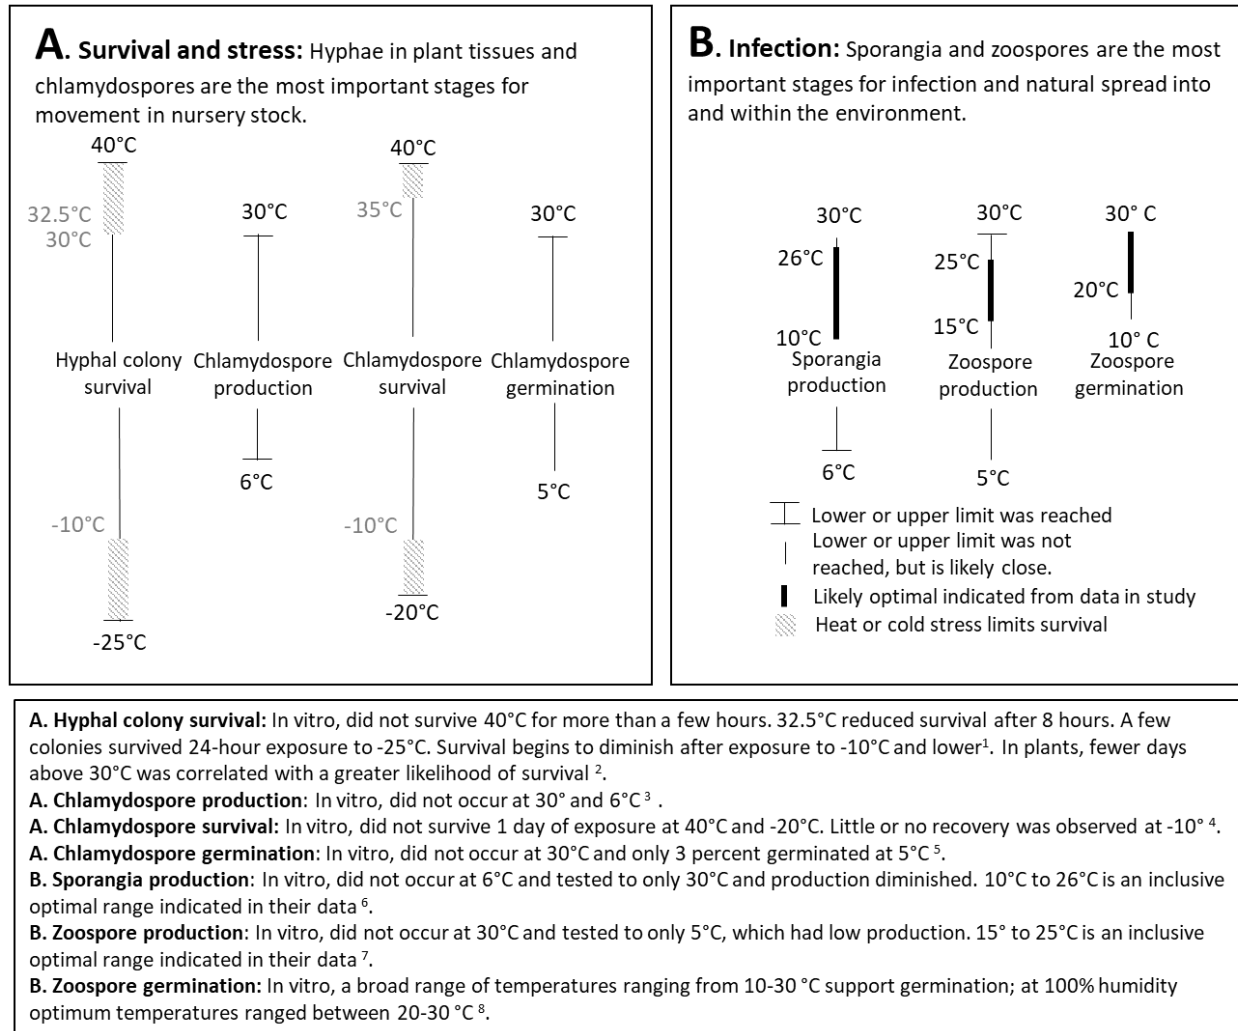 A. Survival and stress: Hyphae in plant tissues and
chlamydospores are the most important stages for
movement in nursery stock.
40°C
40°C
32.5°C
30°C
30°C
35°C
30°C
Hyphal colony
survival
Chlamydospore
production
Chlamydospore
survival
Chlamydospore
germination
6°C
5°C
-10°C
-10°C
-20°C
-25°C
B. Infection: Sporangia and zoospores are the most
important stages for infection and natural spread into
and within the environment.
30°C
30°C
30° C
26°C
25°C
20°C
15°C
10°C
10° C
Sporangia
production
Zoospore
production
Zoospore
germination
6°C
5°C
Lower or upper limit was reached
Lower or upper limit was not
reached, but is likely close.
Likely optimal indicated from data in study
Heat or cold stress limits survival
A. Hyphal colony survival: In vitro, did not survive 40°C for more than a few hours. 32.5°C reduced survival after 8 hours. A few
colonies survived 24-hour exposure to -25°C. Survival begins to diminish after exposure to -10°C and lower¹. In plants, fewer days
above 30°C was correlated with a greater likelihood of survival ².
A. Chlamydospore production: In vitro, did not occur at 30° and 6°C ³ .
A. Chlamydospore survival: In vitro, did not survive 1 day of exposure at 40°C and -20°C. Little or no recovery was observed at -10° ⁴.
A. Chlamydospore germination: In vitro, did not occur at 30°C and only 3 percent germinated at 5°C ⁵.
B. Sporangia production: In vitro, did not occur at 6°C and tested to only 30°C and production diminished. 10°C to 26°C is an inclusive
optimal range indicated in their data ⁶.
B. Zoospore production: In vitro, did not occur at 30°C and tested to only 5°C, which had low production. 15° to 25°C is an inclusive
optimal range indicated in their data ⁷.
B. Zoospore germination: In vitro, a broad range of temperatures ranging from 10-30 °C support germination; at 100% humidity
optimum temperatures ranged between 20-30 °C ⁸.